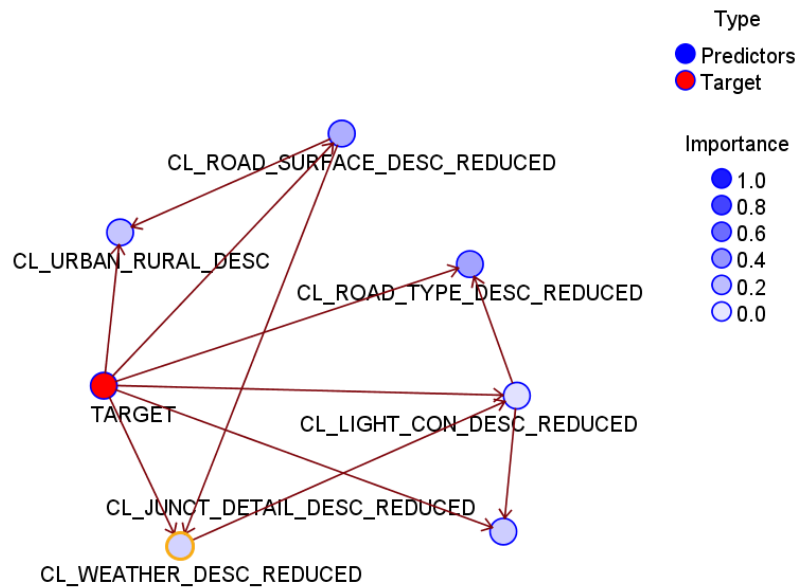 Type
Predictors
Target
Importance
1.0
0.8
0.6
0.4
0.2
0.0
CL_ROAD_SURFACE_DESC_REDUCED
CL_URBAN_RURAL_DESC
CL_ROAD_TYPE_DESC_REDUCED
TARGET
CL_LIGHT_CON_DESC_REDUCED
CL_JUNCT_DETAIL_DESC_REDUCED
CL_WEATHER_DESC_REDUCED